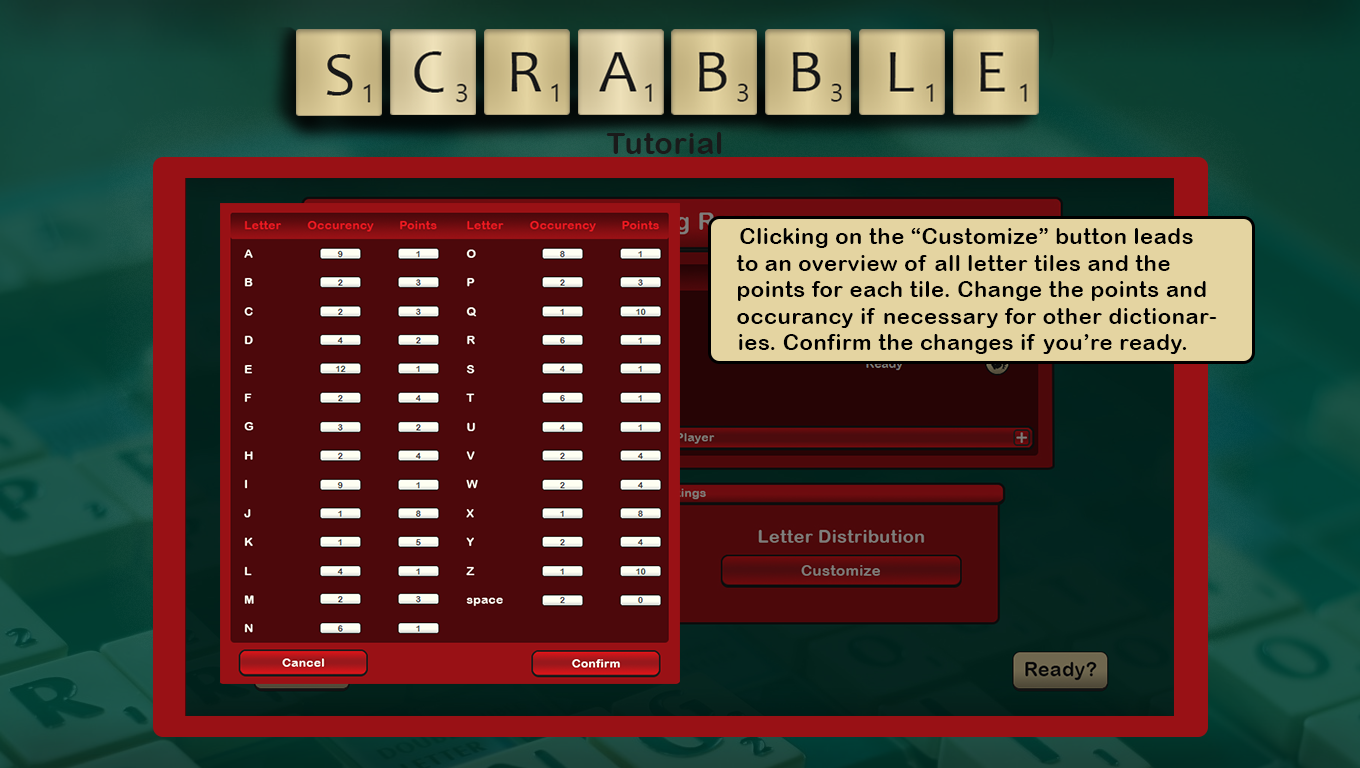 S1 C3 R1 A1 B3 B3 L1 E1
Tutorial
g R
Letter Occurency Points Letter Occurency Points
A 9 1 O 8 1
B 2 3 P 2 3
C 2 3 Q 1 10
D 4 2 R 6 1
E 12 1 S 4 1
F 2 4 T 6 1
G 3 2 U 4 1
H 2 4 V 2 4
I 9 1 W 2 4
J 1 8 X 1 8
K 1 5 Y 2 4
L 4 1 Z 1 10
M 2 3 space 2 0
N 6 1
Cancel Confirm
Clicking on the “Customize” button leads
to an overview of all letter tiles and the
points for each tile. Change the points and
occurancy if necessary for other dictionar-
ies. Confirm the changes if you’re ready.
Ready
Player +
ings
Letter Distribution
Customize
Ready?